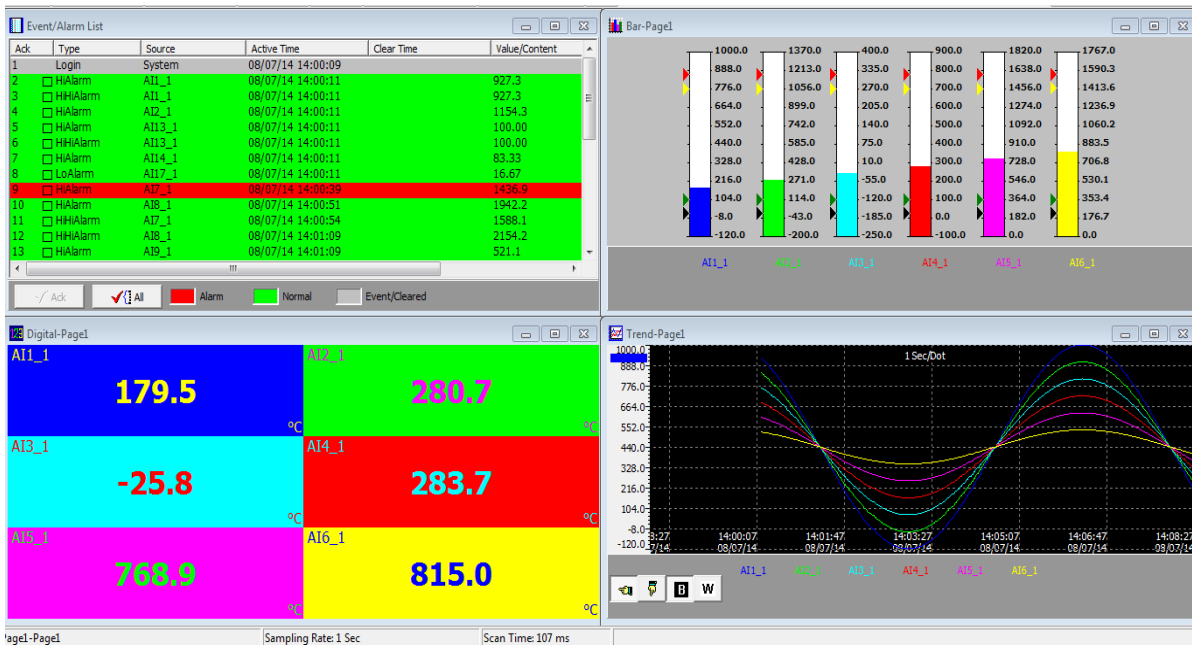 Event/Alarm List
Ack Type Source Active Time Clear Time Value/Content
1 Login System 08/07/14 14:00:09
2 HiAlarm AI1_1 08/07/14 14:00:11 927.3
3 HiHiAlarm AI1_1 08/07/14 14:00:11 927.3
4 HiAlarm AI2_1 08/07/14 14:00:11 1154.3
5 HiAlarm AI13_1 08/07/14 14:00:11 100.00
6 HiHiAlarm AI13_1 08/07/14 14:00:11 100.00
7 HiAlarm AI14_1 08/07/14 14:00:11 83.33
8 LoAlarm AI17_1 08/07/14 14:00:11 16.67
9 HiAlarm AI7_1 08/07/14 14:00:39 1436.9
10 HiAlarm AI8_1 08/07/14 14:00:51 1942.2
11 HiHiAlarm AI7_1 08/07/14 14:00:54 1588.1
12 HiHiAlarm AI8_1 08/07/14 14:01:09 2154.2
13 HiAlarm AI9_1 08/07/14 14:01:09 521.1
Ack All Alarm Normal Event/Cleared
Bar-Page1
1000.0 1370.0 400.0 900.0 1820.0 1767.0
888.0 1213.0 335.0 800.0 1638.0 1590.3
776.0 1056.0 270.0 700.0 1456.0 1413.6
664.0 899.0 205.0 600.0 1274.0 1236.9
552.0 742.0 140.0 500.0 1092.0 1060.2
440.0 585.0 75.0 400.0 910.0 883.5
328.0 428.0 10.0 300.0 728.0 706.8
216.0 271.0 -55.0 200.0 546.0 530.1
104.0 114.0 -120.0 100.0 364.0 353.4
-8.0 -43.0 -185.0 0.0 182.0 176.7
-120.0 -200.0 -250.0 -100.0 0.0 0.0
AI1_1 AI2_1 AI3_1 AI4_1 AI5_1 AI6_1
123 Digital-Page1
AI1_1 AI2_1
179.5 280.7
°C °C
AI3_1 AI4_1
-25.8 283.7
°C °C
AI5_1 AI6_1
768.9 815.0
°C °C
Trend-Page1
1000.0
1 Sec/Dot
888.0
776.0
664.0
552.0
440.0
328.0
216.0
104.0
-8.0
-120.0
8:27 14:00:07 14:01:47 14:03:27 14:05:07 14:06:47 14:08:27
7/14 08/07/14 08/07/14 08/07/14 08/07/14 08/07/14 08/07/14
AI1_1 AI2_1 AI3_1 AI4_1 AI5_1 AI6_1
B W
Page1-Page1 Sampling Rate: 1 Sec Scan Time: 107 ms